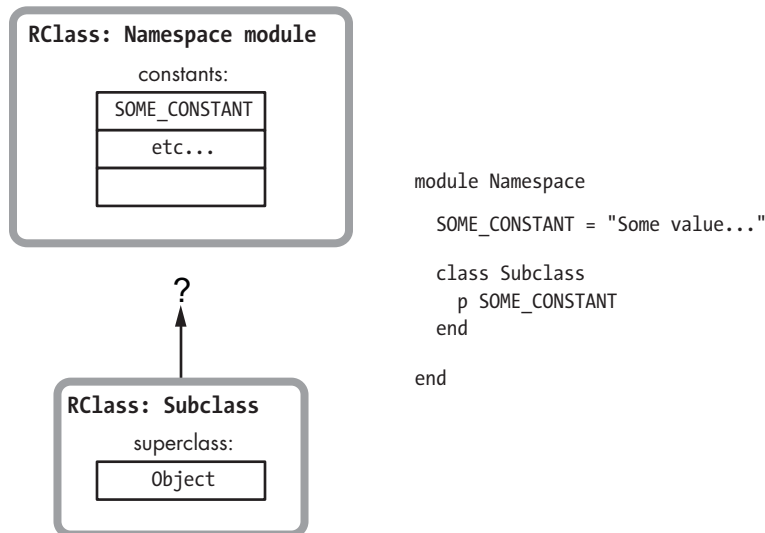 RClass: Namespace module
constants:
SOME_CONSTANT
etc...
?
RClass: Subclass
superclass:
Object
module Namespace
SOME_CONSTANT = "Some value..."
class Subclass
p SOME_CONSTANT
end
end